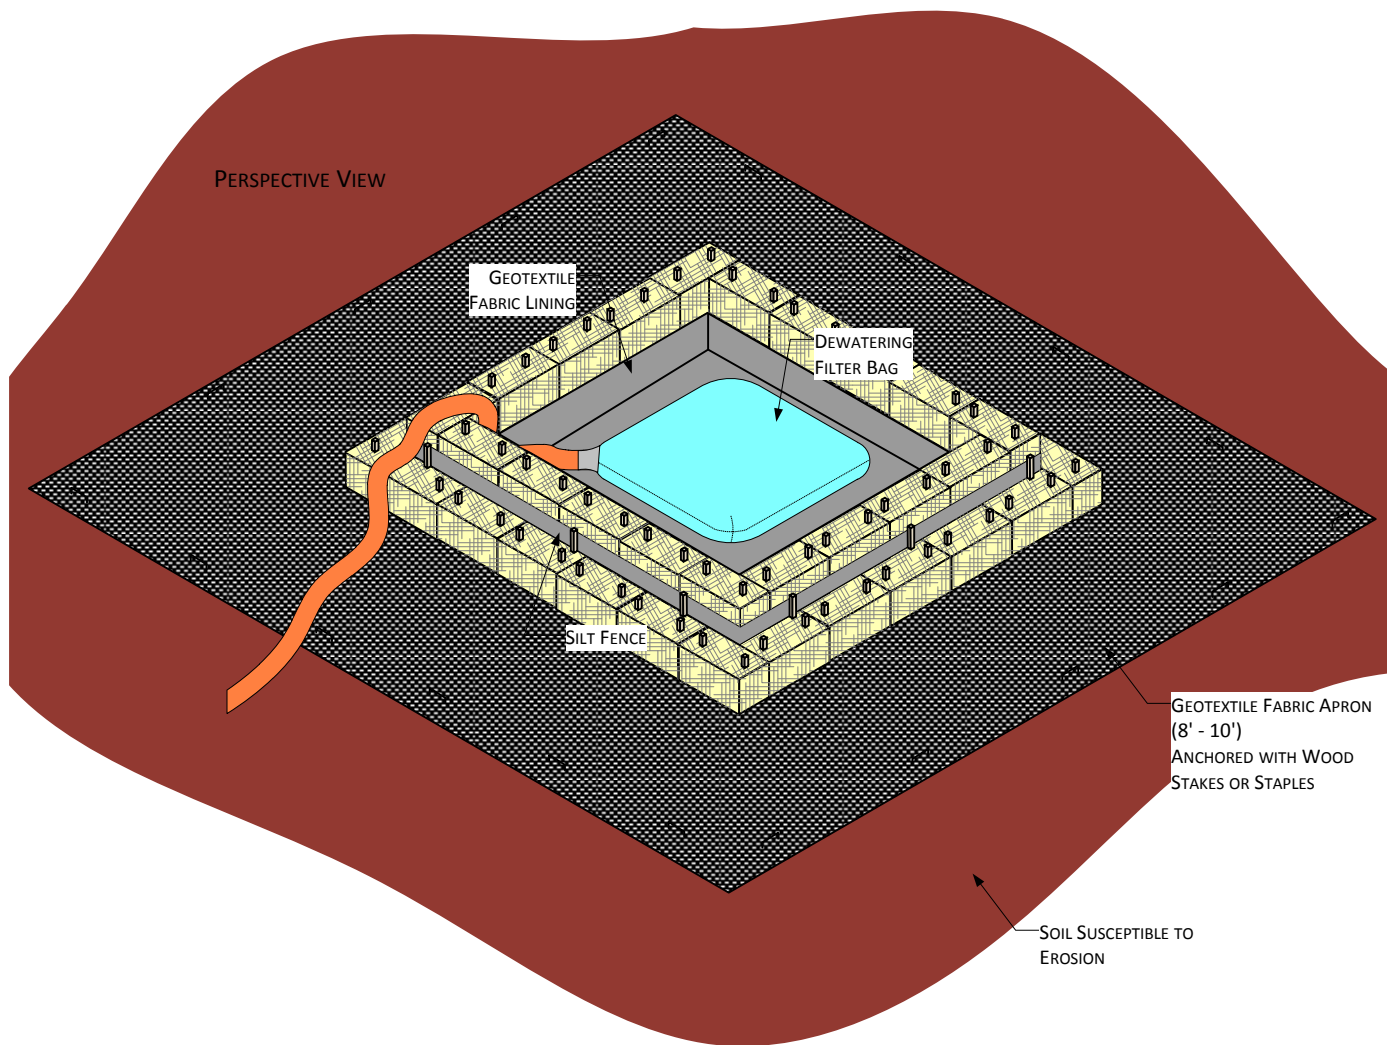 PERSPECTIVE VIEW
GEOTEXTILE
FABRIC LINING
DEWATERING
FILTER BAG
SILT FENCE
GEOTEXTILE FABRIC APRON
(8' - 10')
ANCHORED WITH WOOD
STAKES OR STAPLES
SOIL SUSCEPTIBLE TO
EROSION